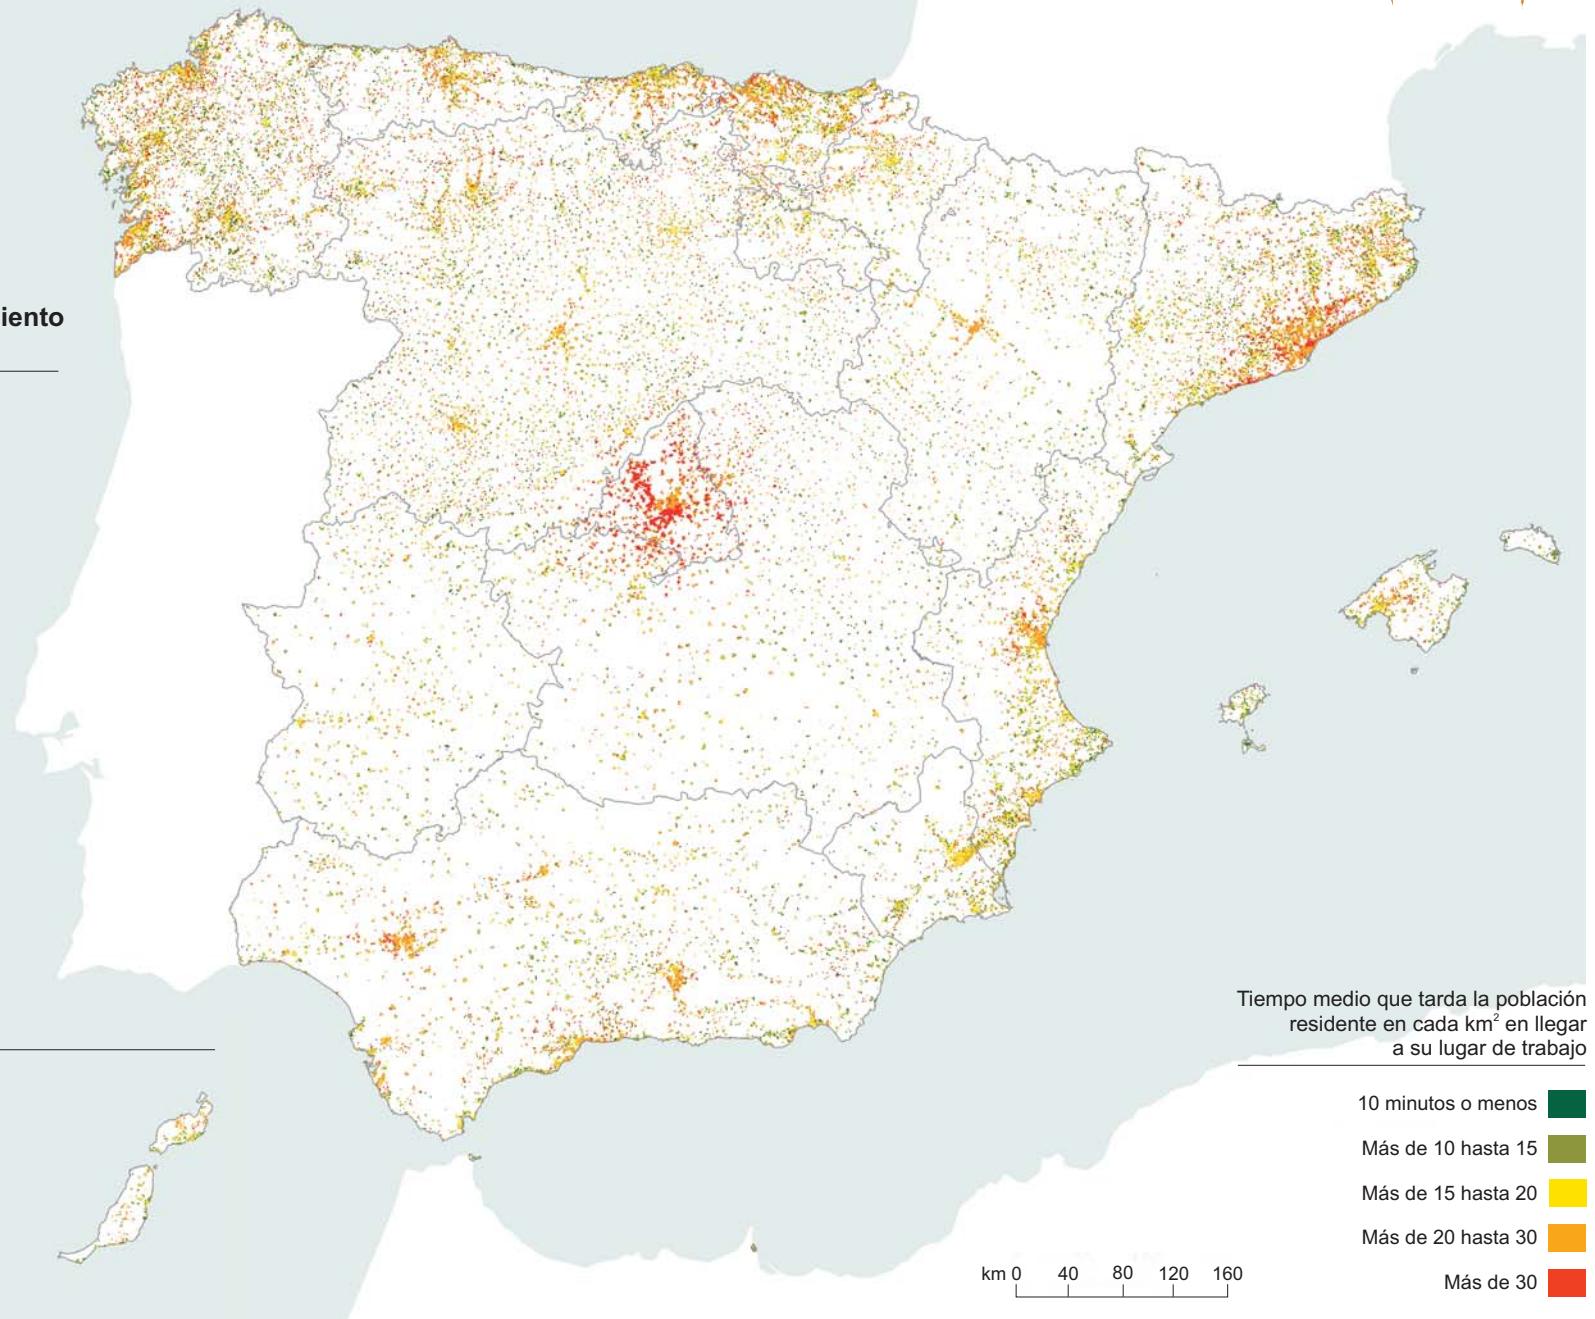 iento
Tiempo medio que tarda la población
residente en cada km² en llegar
a su lugar de trabajo
10 minutos o menos
Más de 10 hasta 15
Más de 15 hasta 20
Más de 20 hasta 30
Más de 30
km 0 40 80 120 160